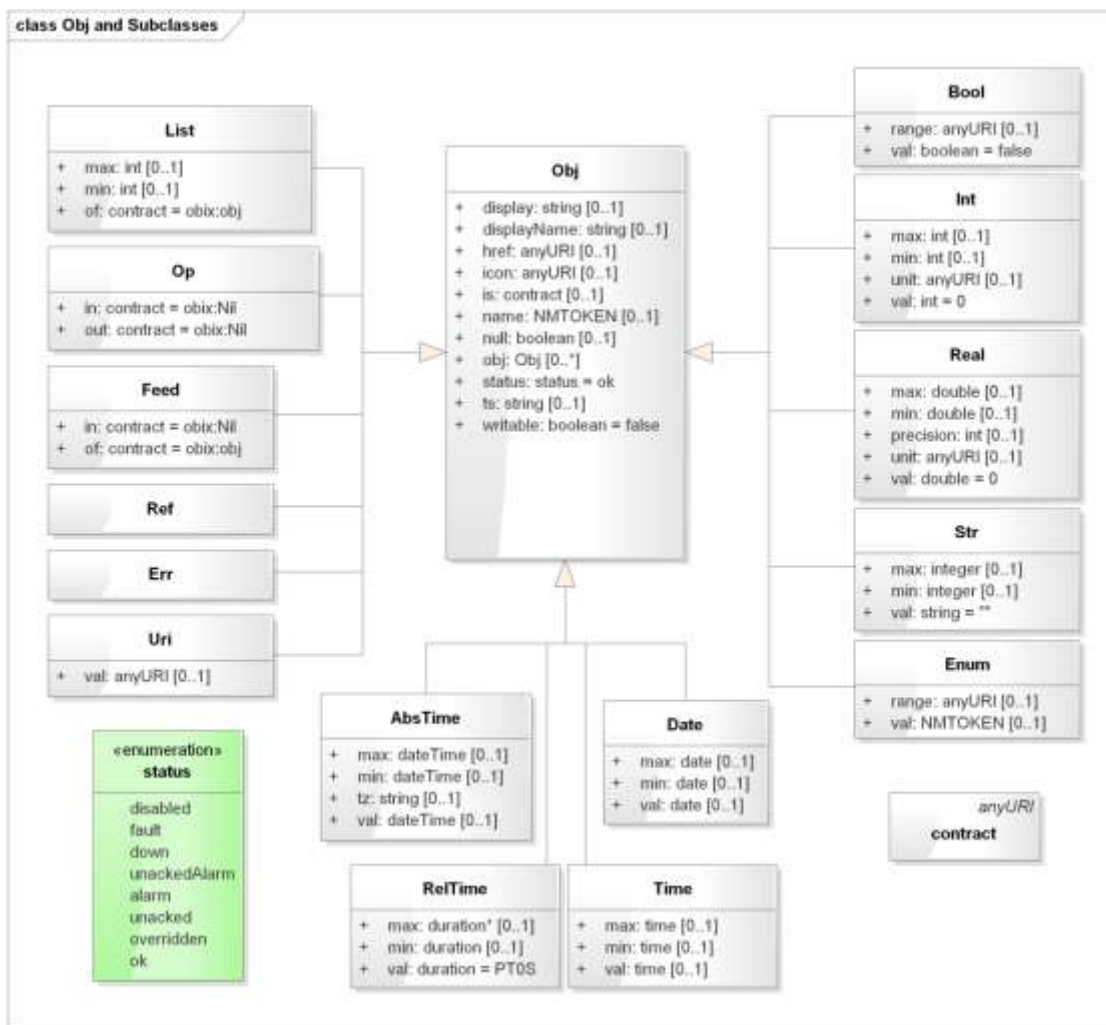 class Obj and Subclasses
List
+ max: int [0..1]
+ min: int [0..1]
+ of: contract = obix:obj
Op
+ in: contract = obix:Nil
+ out: contract = obix:Nil
Feed
+ in: contract = obix:Nil
+ of: contract = obix:obj
Ref
Err
Uri
+ val: anyURI [0..1]
Obj
+ display: string [0..1]
+ displayName: string [0..1]
+ href: anyURI [0..1]
+ icon: anyURI [0..1]
+ is: contract [0..1]
+ name: NMTOKEN [0..1]
+ null: boolean [0..1]
+ obj: Obj [0..*]
+ status: status = ok
+ ts: string [0..1]
+ writable: boolean = false
Bool
+ range: anyURI [0..1]
+ val: boolean = false
Int
+ max: int [0..1]
+ min: int [0..1]
+ unit: anyURI [0..1]
+ val: int = 0
Real
+ max: double [0..1]
+ min: double [0..1]
+ precision: int [0..1]
+ unit: anyURI [0..1]
+ val: double = 0
Str
+ max: integer [0..1]
+ min: integer [0..1]
+ val: string = ""
Enum
+ range: anyURI [0..1]
+ val: NMTOKEN [0..1]
AbsTime
+ max: dateTime [0..1]
+ min: dateTime [0..1]
+ tz: string [0..1]
+ val: dateTime [0..1]
Date
+ max: date [0..1]
+ min: date [0..1]
+ val: date [0..1]
RelTime
+ max: duration* [0..1]
+ min: duration [0..1]
+ val: duration = PT0S
Time
+ max: time [0..1]
+ min: time [0..1]
+ val: time [0..1]
«enumeration»
status
disabled
fault
down
unackedAlarm
alarm
unacked
overridden
ok
anyURI
contract